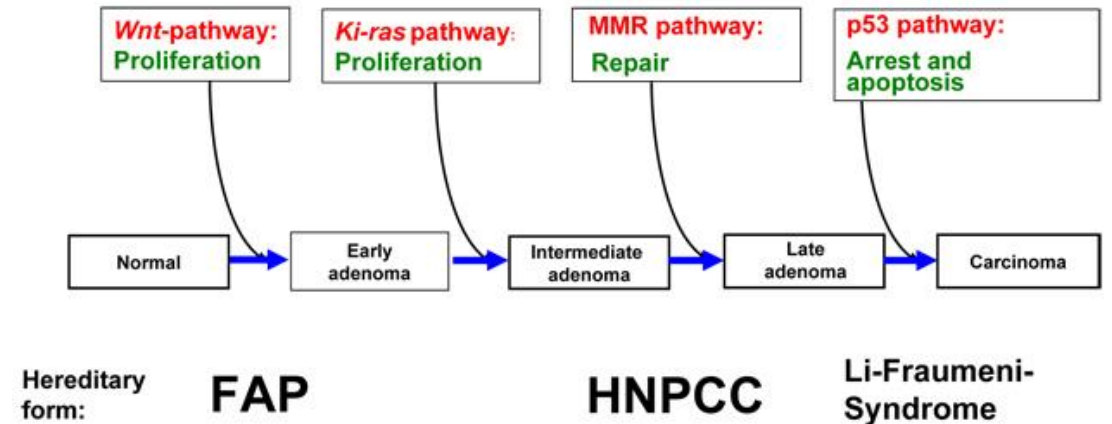 Wnt-pathway:
Proliferation
Ki-ras pathway:
Proliferation
MMR pathway:
Repair
p53 pathway:
Arrest and
apoptosis
Normal
Early
adenoma
Intermediate
adenoma
Late
adenoma
Carcinoma
Hereditary
form:
FAP
HNPCC
Li-Fraumeni-
Syndrome